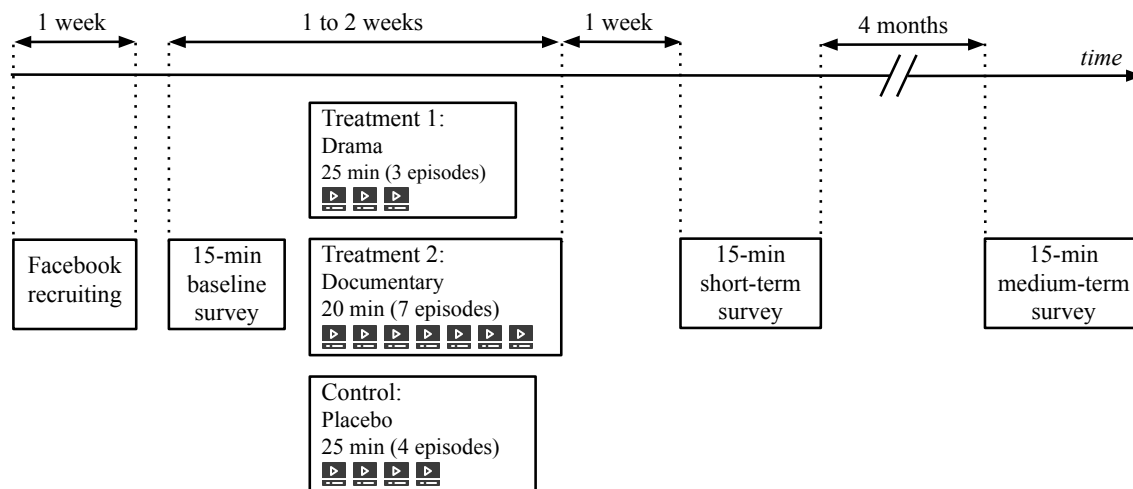 1 week
1 to 2 weeks
1 week
4 months
time
Treatment 1:
Drama
25 min (3 episodes)
Facebook
recruiting
15-min
baseline
survey
Treatment 2:
Documentary
20 min (7 episodes)
15-min
short-term
survey
15-min
medium-term
survey
Control:
Placebo
25 min (4 episodes)